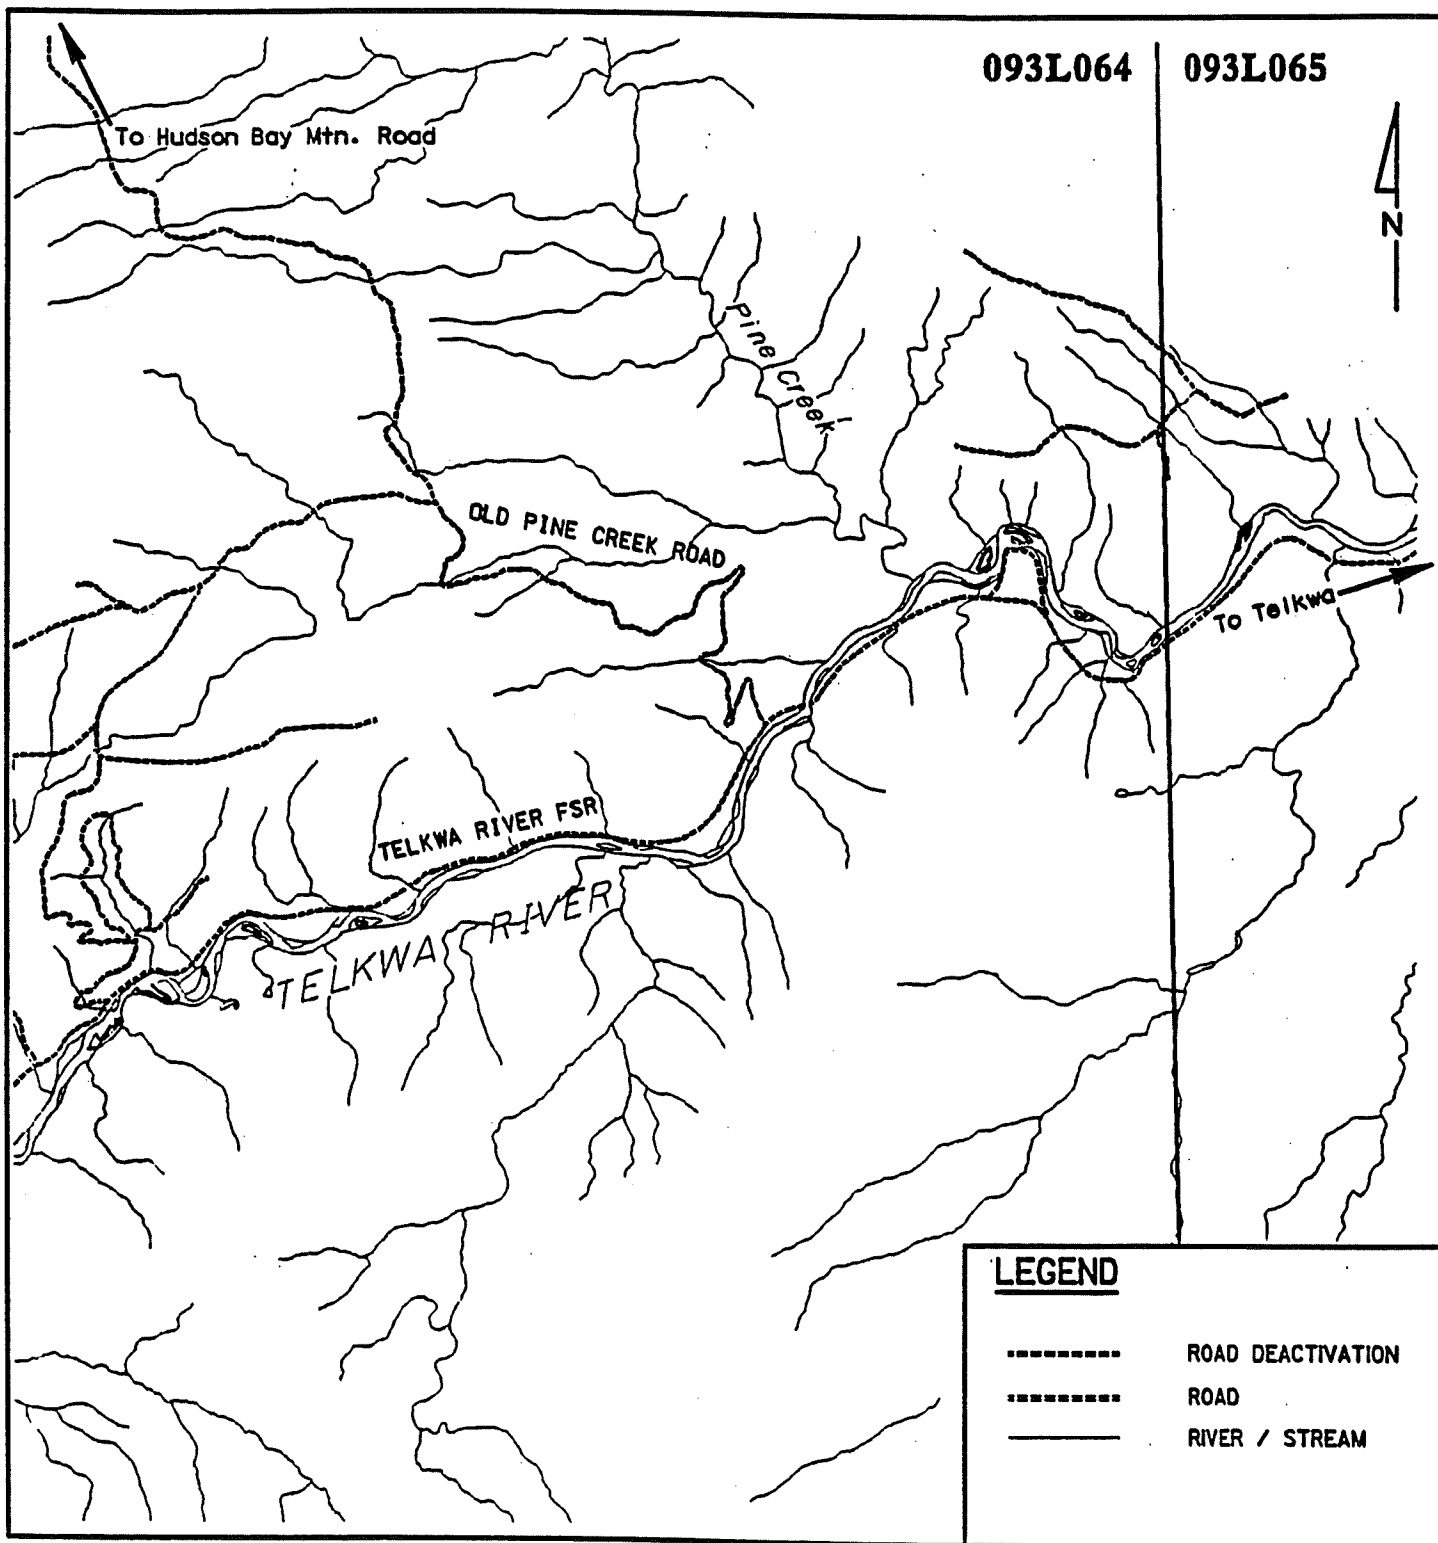 093L064
093L065
To Hudson Bay Mtn. Road
N
Pine Creek
OLD PINE CREEK ROAD
To Telkwa
TELKWA RIVER FSR
TELKWA RIVER
LEGEND
ROAD DEACTIVATION
ROAD
RIVER / STREAM